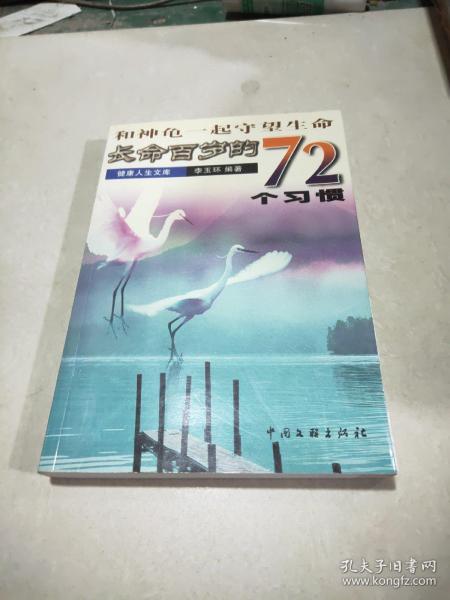 和神龟一起守望生命
长命百岁的72
健康人生文库 李玉环 编著
个习惯
中国文联出版社
孔夫子旧书网
www.kongfz.com